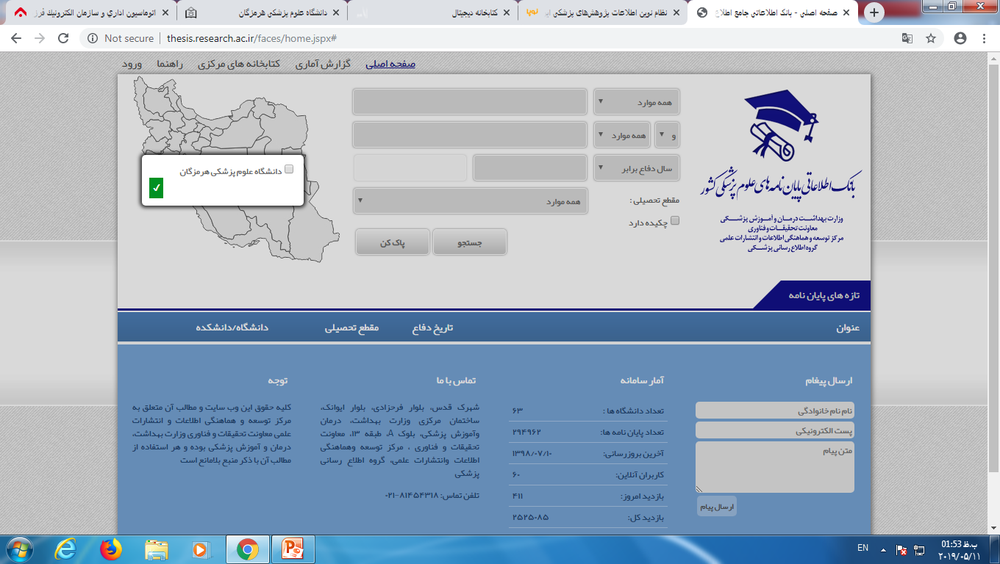 صفحه اصلی - بانک اطلاعاتی جامع اطلاع
نظام نوین اطلاعات پژوهش‌های پزشکی ایر
نوپا
کتابخانه دیجیتال
دانشگاه علوم پزشکی هرمزگان
اتوماسیون اداري و سازمان الکترونیک فرز
Not secure | thesis.research.ac.ir/faces/home.jspx#
صفحه اصلی گزارش آماری کتابخانه های مرکزی راهنما ورود
همه موارد
و همه موارد
سال دفاع برابر
مقطع تحصیلی : همه موارد
چکیده دارد
جستجو پاک کن
دانشگاه علوم پزشکی هرمزگان
بانک اطلاعاتی پایان نامه های علوم پزشکی کشور
وزارت بهداشت درمان و آموزش پزشکی
معاونت تحقیقات و فناوری
مرکز توسعه و هماهنگی اطلاعات و انتشارات علمی
گروه اطلاع رسانی پزشکی
تازه های پایان نامه
عنوان تاریخ دفاع مقطع تحصیلی دانشگاه/دانشکده
ارسال پیغام
نام نام خانوادگی
پست الکترونیکی
متن پیام
ارسال پیام
آمار سامانه
تعداد دانشگاه ها : ۶۳
تعداد پایان نامه ها: ۲۹۴۹۶۲
آخرین بروزرسانی: ۱۳۹۸/۰۷/۱۰
کاربران آنلاین: ۶۰
بازدید امروز: ۴۱۱
بازدید کل: ۲۵۲۵۰۸۵
تماس با ما
شهرک قدس، بلوار فرحزادی، بلوار ایوانک،
ساختمان مرکزی وزارت بهداشت، درمان
وآموزش پزشکی، بلوک A، طبقه ۱۳، معاونت
تحقیقات و فناوری ، مرکز توسعه وهماهنگی
اطلاعات وانتشارات علمی، گروه اطلاع رسانی
پزشکی
تلفن تماس: ۸۱۴۵۴۳۱۸-۰۲۱
توجه
کلیه حقوق این وب سایت و مطالب آن متعلق به
مرکز توسعه و هماهنگی اطلاعات و انتشارات
علمی معاونت تحقیقات و فناوری وزارت بهداشت،
درمان و آموزش پزشکی بوده و هر استفاده از
مطالب آن با ذکر منبع بلامانع است
EN
01:53 ب.ظ
۲۰۱۹/۰۵/۱۱